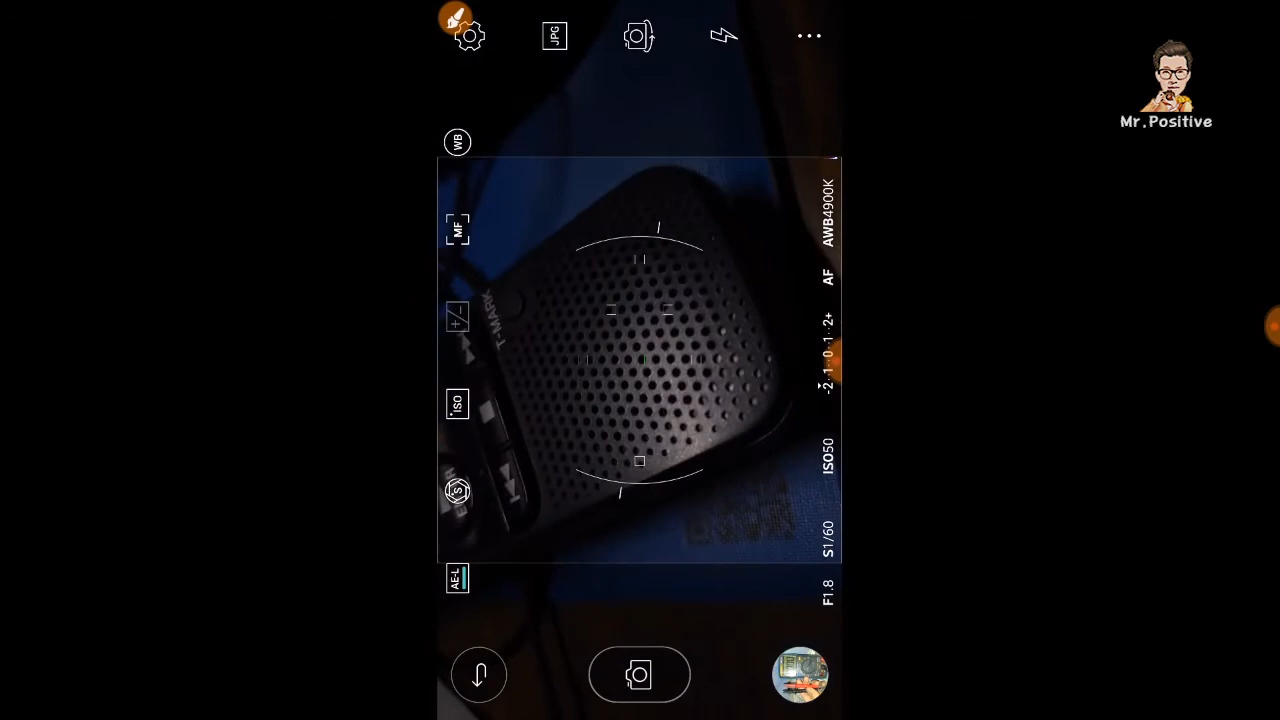 JPG
Mr.Positive
WB
MF
+/-
ISO
S
AE-L
T-MARK
AWB4900K
AF
-2··1··0··1··2+
ISO50
S1/60
F1.8